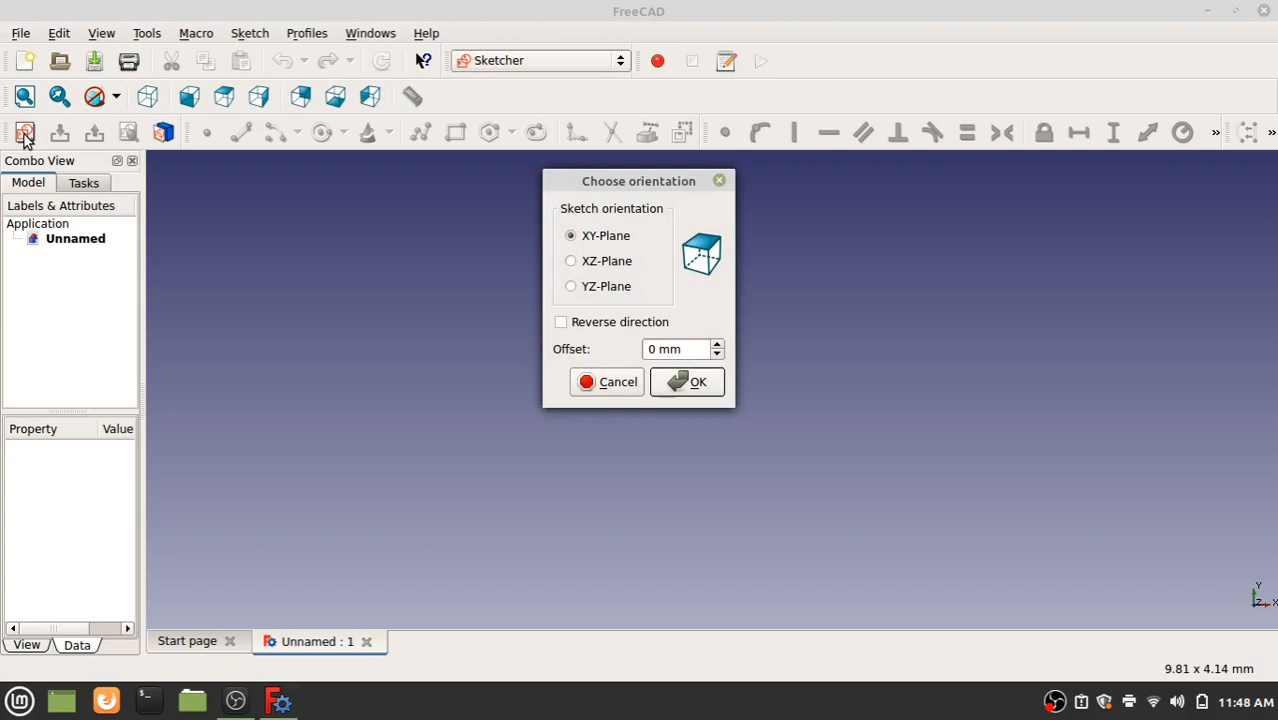 FreeCAD
File Edit View Tools Macro Sketch Profiles Windows Help
Sketcher
Combo View
Model Tasks
Labels & Attributes
Application
Unnamed
Property Value
View Data
Choose orientation
Sketch orientation
XY-Plane
XZ-Plane
YZ-Plane
Reverse direction
Offset: 0 mm
Cancel OK
Y
Z X
Start page Unnamed : 1
9.81 x 4.14 mm
11:48 AM